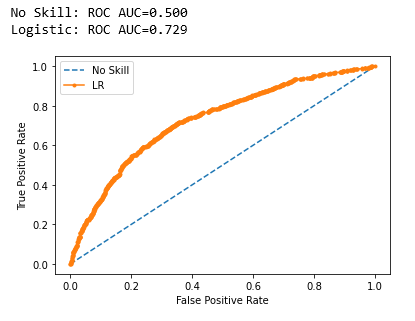 No Skill: ROC AUC=0.500
Logistic: ROC AUC=0.729
No Skill
LR
True Positive Rate
1.0
0.8
0.6
0.4
0.2
0.0
0.0 0.2 0.4 0.6 0.8 1.0
False Positive Rate